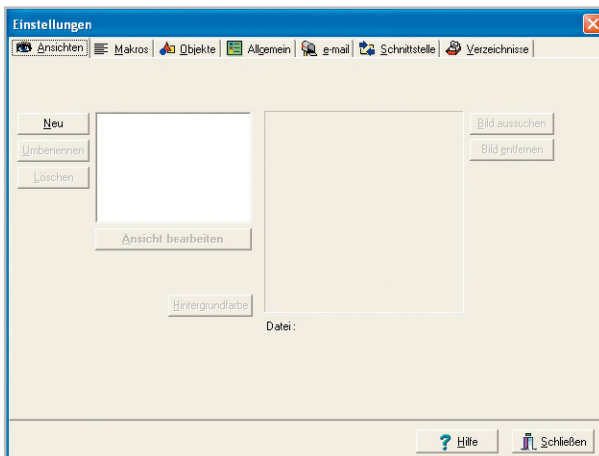 Einstellungen
Ansichten Makros Objekte Allgemein e-mail Schnittstelle Verzeichnisse
Neu
Umbenennen
Löschen
Ansicht bearbeiten
Hintergrundfarbe
Bild aussuchen
Bild entfernen
Datei :
Hilfe Schließen